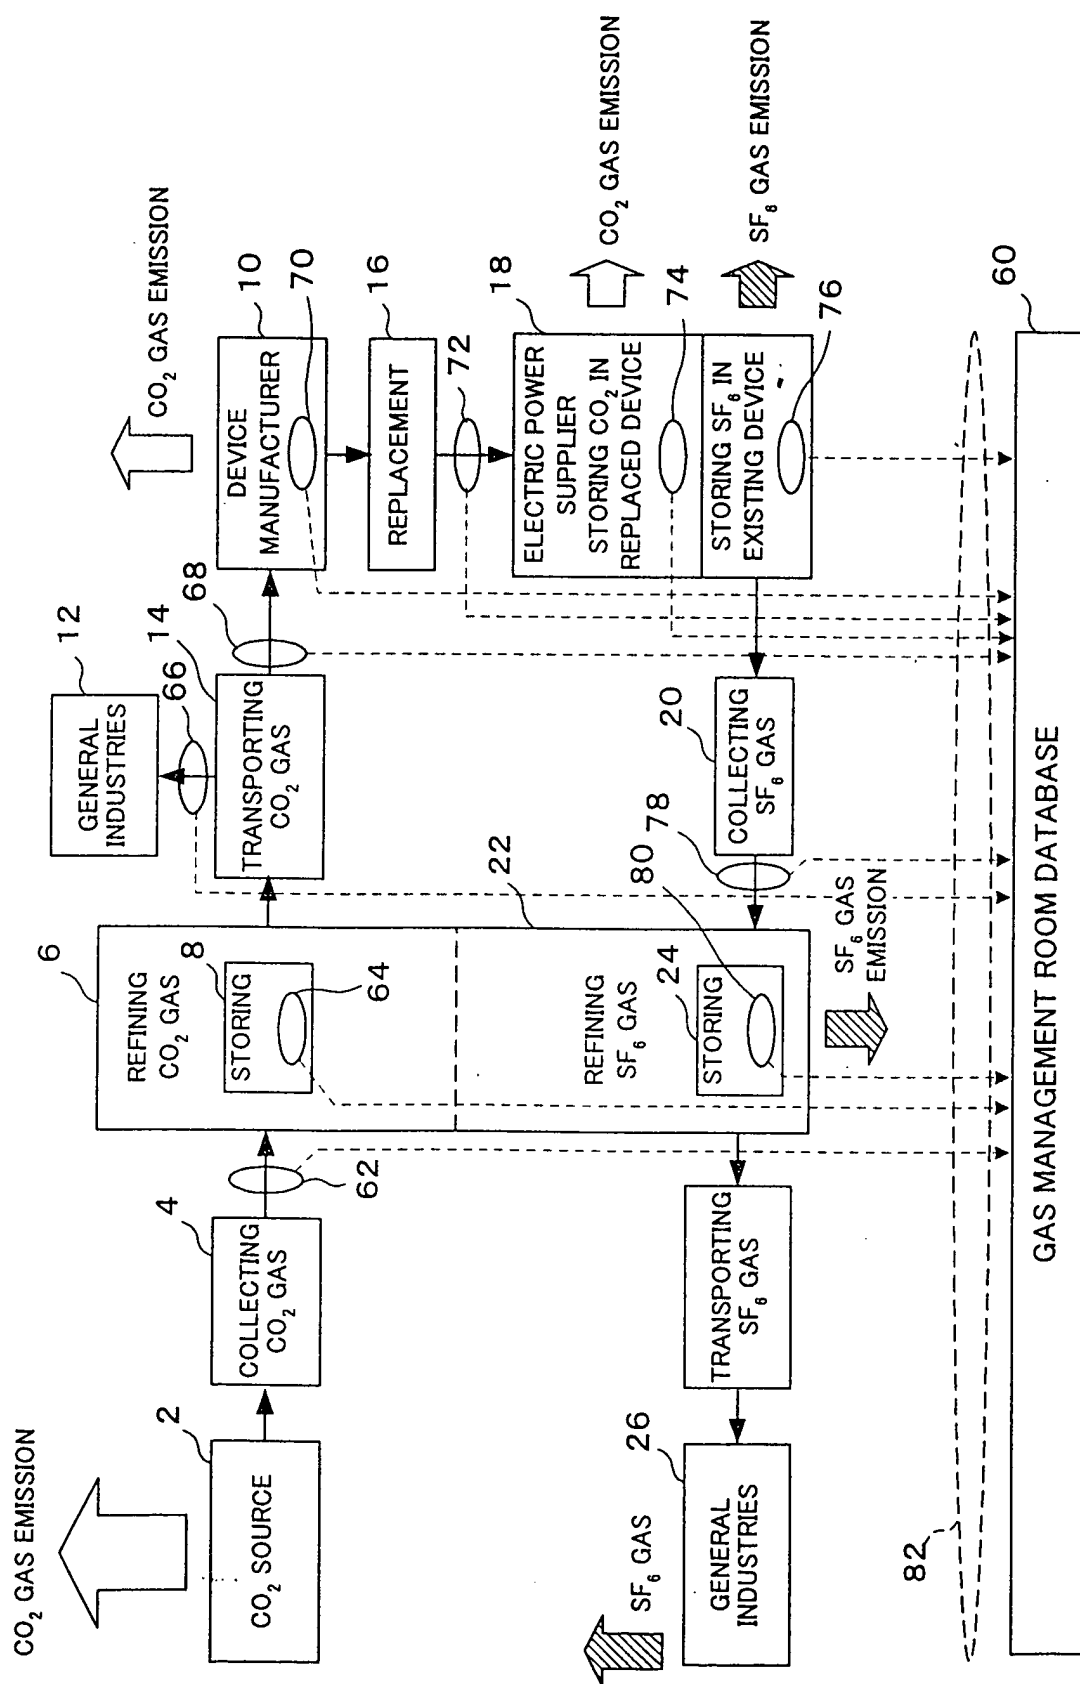 CO₂ GAS EMISSION
2
CO₂ SOURCE
4
COLLECTING
CO₂ GAS
62
6
REFINING
CO₂ GAS
8
STORING
64
12
GENERAL
INDUSTRIES
66
14
TRANSPORTING
CO₂ GAS
68
CO₂ GAS EMISSION
10
DEVICE
MANUFACTURER
70
16
REPLACEMENT
72
18
ELECTRIC POWER
SUPPLIER
STORING CO₂ IN
REPLACED DEVICE
74
STORING SF₆ IN
EXISTING DEVICE
76
CO₂ GAS EMISSION
SF₆ GAS EMISSION
20
COLLECTING
SF₆ GAS
78
22
REFINING
SF₆ GAS
24
STORING
80
SF₆ GAS
EMISSION
TRANSPORTING
SF₆ GAS
26
GENERAL
INDUSTRIES
SF₆ GAS
82
60
GAS MANAGEMENT ROOM DATABASE